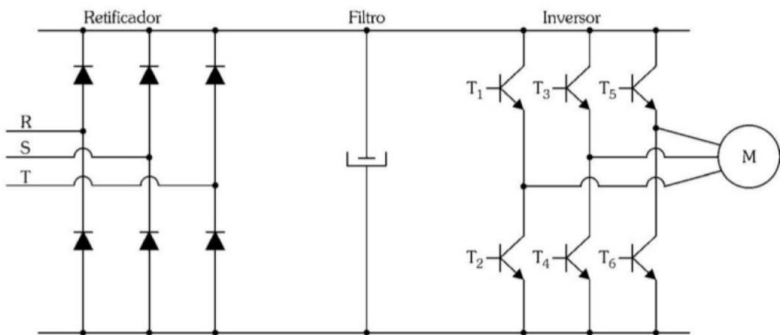 Retificador Filtro Inversor
T₁ T₃ T₅
R
S
T
M
T₂ T₄ T₆